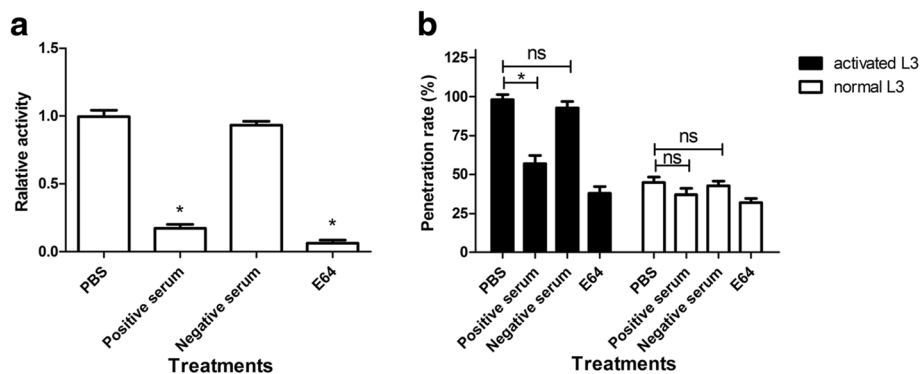 a
1.5
1.0
0.5
0.0
Ralative activity
*
*
PBS
Positive serum
Negative serum
E64
Treatments
b
125
100
75
50
25
0
Penetration rate (%)
ns
*
ns
ns
activated L3
normal L3
PBS
Positive serum
Negative serum
E64
PBS
Positive serum
Negative serum
E64
Treatments